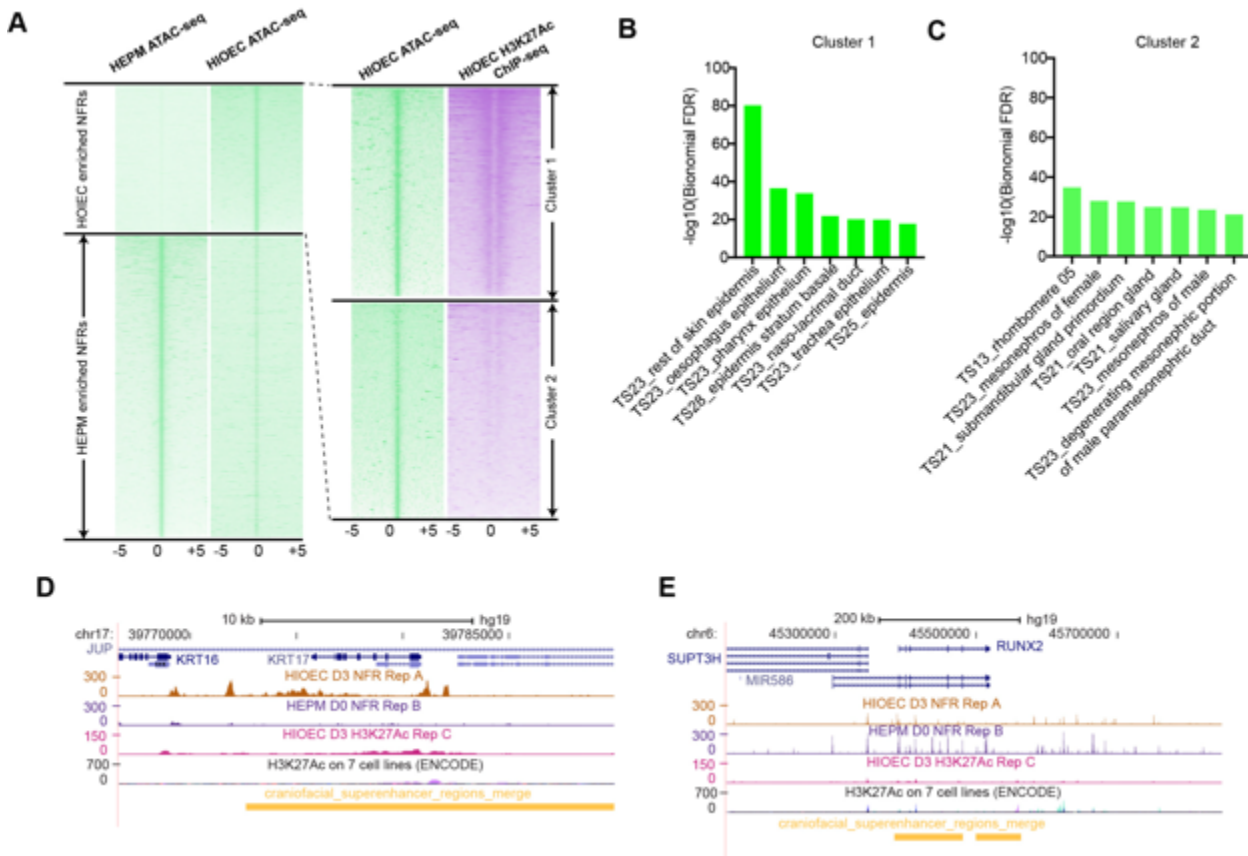 A
HEPM ATAC-seq
HIOEC ATAC-seq
HIOEC ATAC-seq
HIOEC H3K27Ac
ChIP-seq
HOIEC enriched NFRs
HEPM enriched NFRs
Cluster 1
Cluster 2
-5 0 +5 -5 0 +5
-5 0 +5 -5 0 +5
B
Cluster 1
-log10(Bionomial FDR)
100
80
60
40
20
0
TS23_rest of skin epidermis
TS23_oesophagus epithelium
TS23_pharynx epithelium
TS28_epidermis stratum basale
TS23_naso-lacrimal duct
TS23_trachea epithelium
TS25_epidermis
C
Cluster 2
-log10(Bionomial FDR)
100
80
60
40
20
0
TS13_rhombomere 05
TS23_mesonephros of female
TS21_submandibular gland primordium
TS21_oral region gland
TS21_salivary gland
TS23_mesonephros of male
TS23_degenerating mesonephric portion
of male paramesonephric duct
D
10 kb hg19
chr17: 39770000 39785000
JUP
KRT16 KRT17
HIOEC D3 NFR Rep A
300
0
HEPM D0 NFR Rep B
300
0
HIOEC D3 H3K27Ac Rep C
150
0
H3K27Ac on 7 cell lines (ENCODE)
700
0
craniofacial_superenhancer_regions_merge
E
200 kb hg19
chr6: 45300000 45500000 45700000
RUNX2
SUPT3H
MIR586
HIOEC D3 NFR Rep A
300
0
HEPM D0 NFR Rep B
300
0
HIOEC D3 H3K27Ac Rep C
150
0
H3K27Ac on 7 cell lines (ENCODE)
700
0
craniofacial_superenhancer_regions_merge